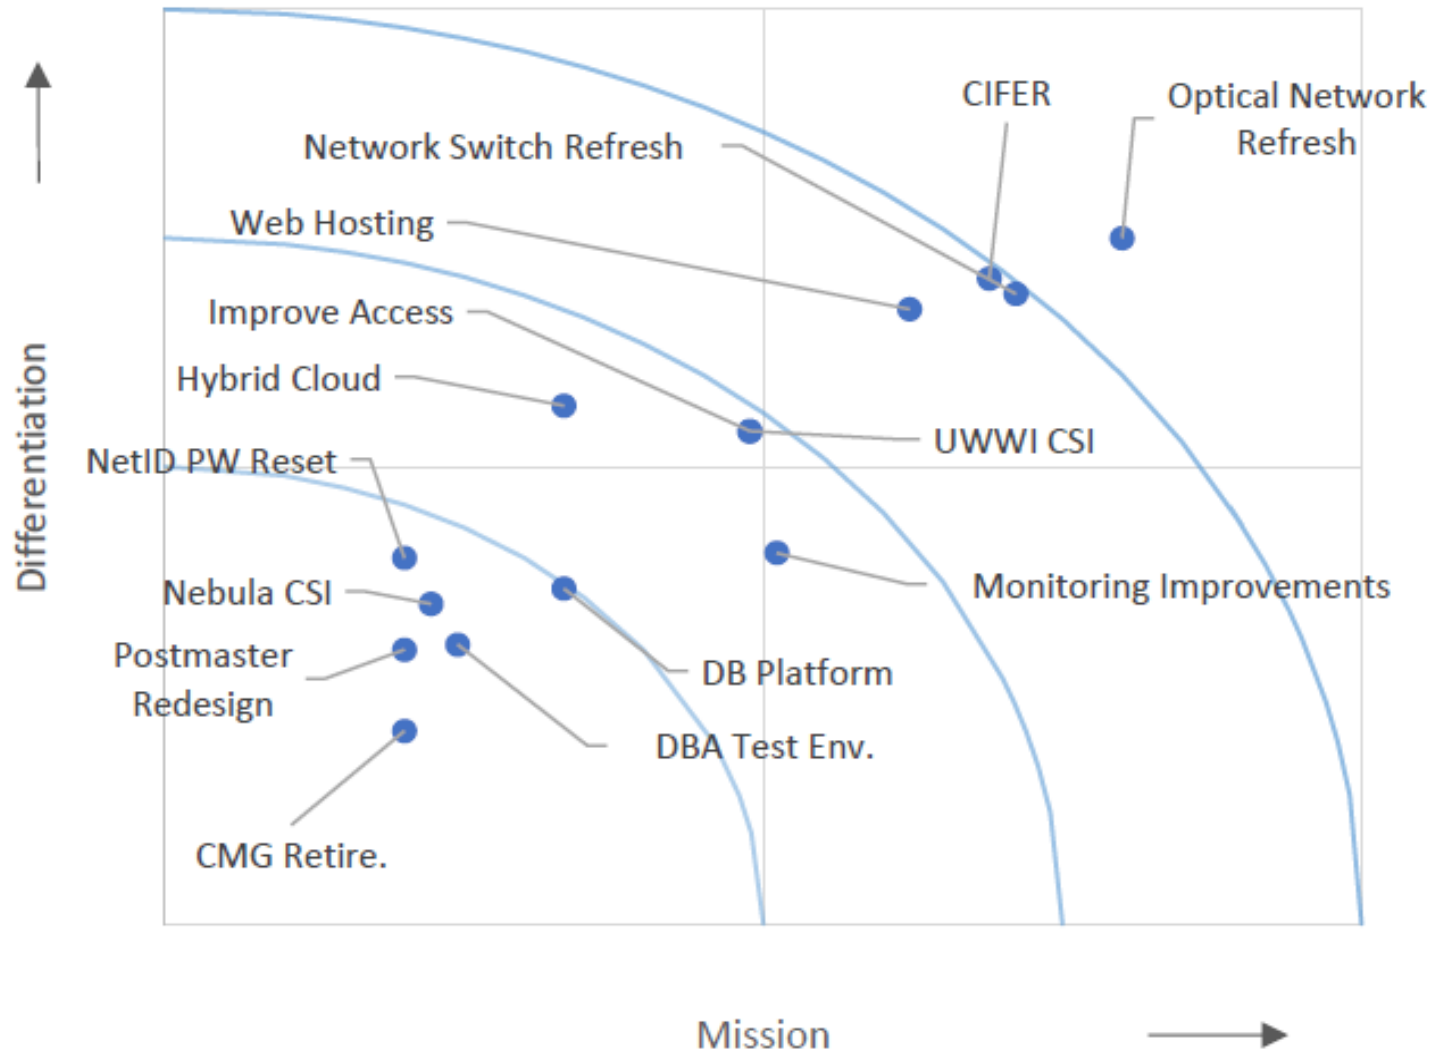 CIFER
Optical Network
Refresh
Network Switch Refresh
Web Hosting
Improve Access
Hybrid Cloud
UWWI CSI
NetID PW Reset
Differentiation
Nebula CSI
Monitoring Improvements
Postmaster
Redesign
DB Platform
DBA Test Env.
CMG Retire.
Mission